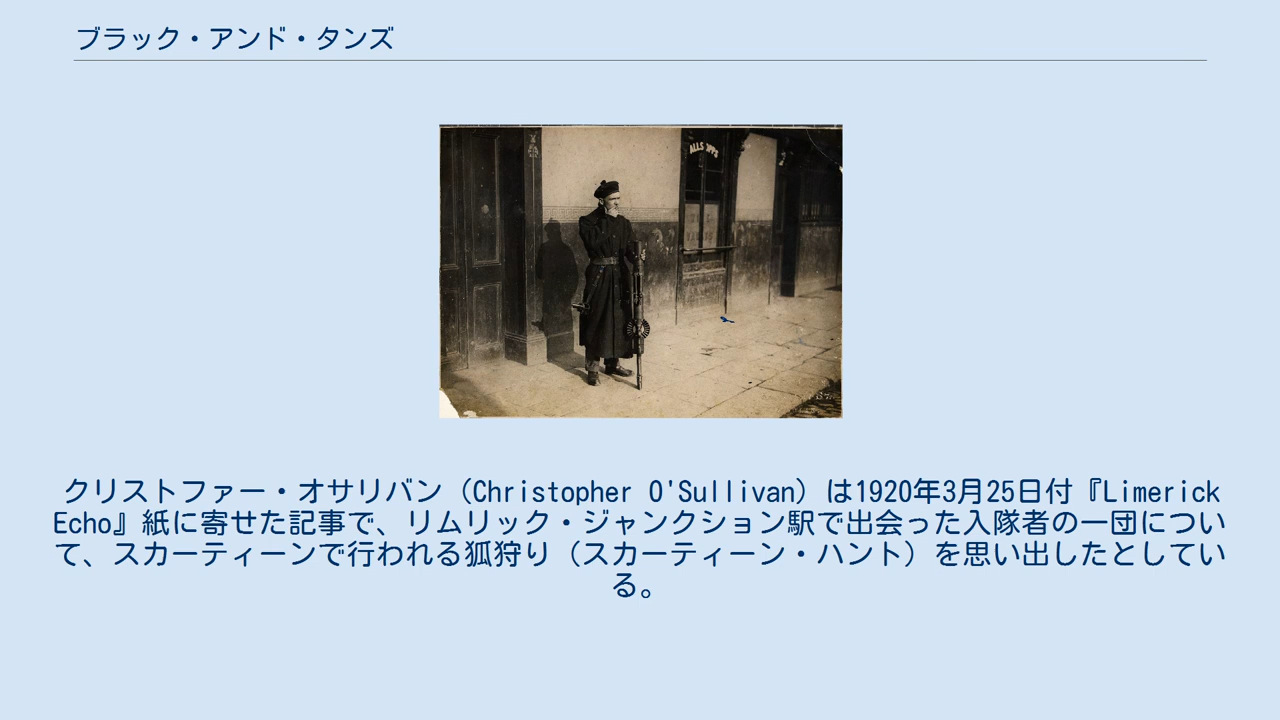 ブラック・アンド・タンズ
クリストファー・オサリバン（Christopher O'Sullivan）は1920年3月25日付『Limerick
Echo』紙に寄せた記事で、リムリック・ジャンクション駅で出会った入隊者の一団につい
て、スカーティーンで行われる狐狩り（スカーティーン・ハント）を思い出したとしてい
る。